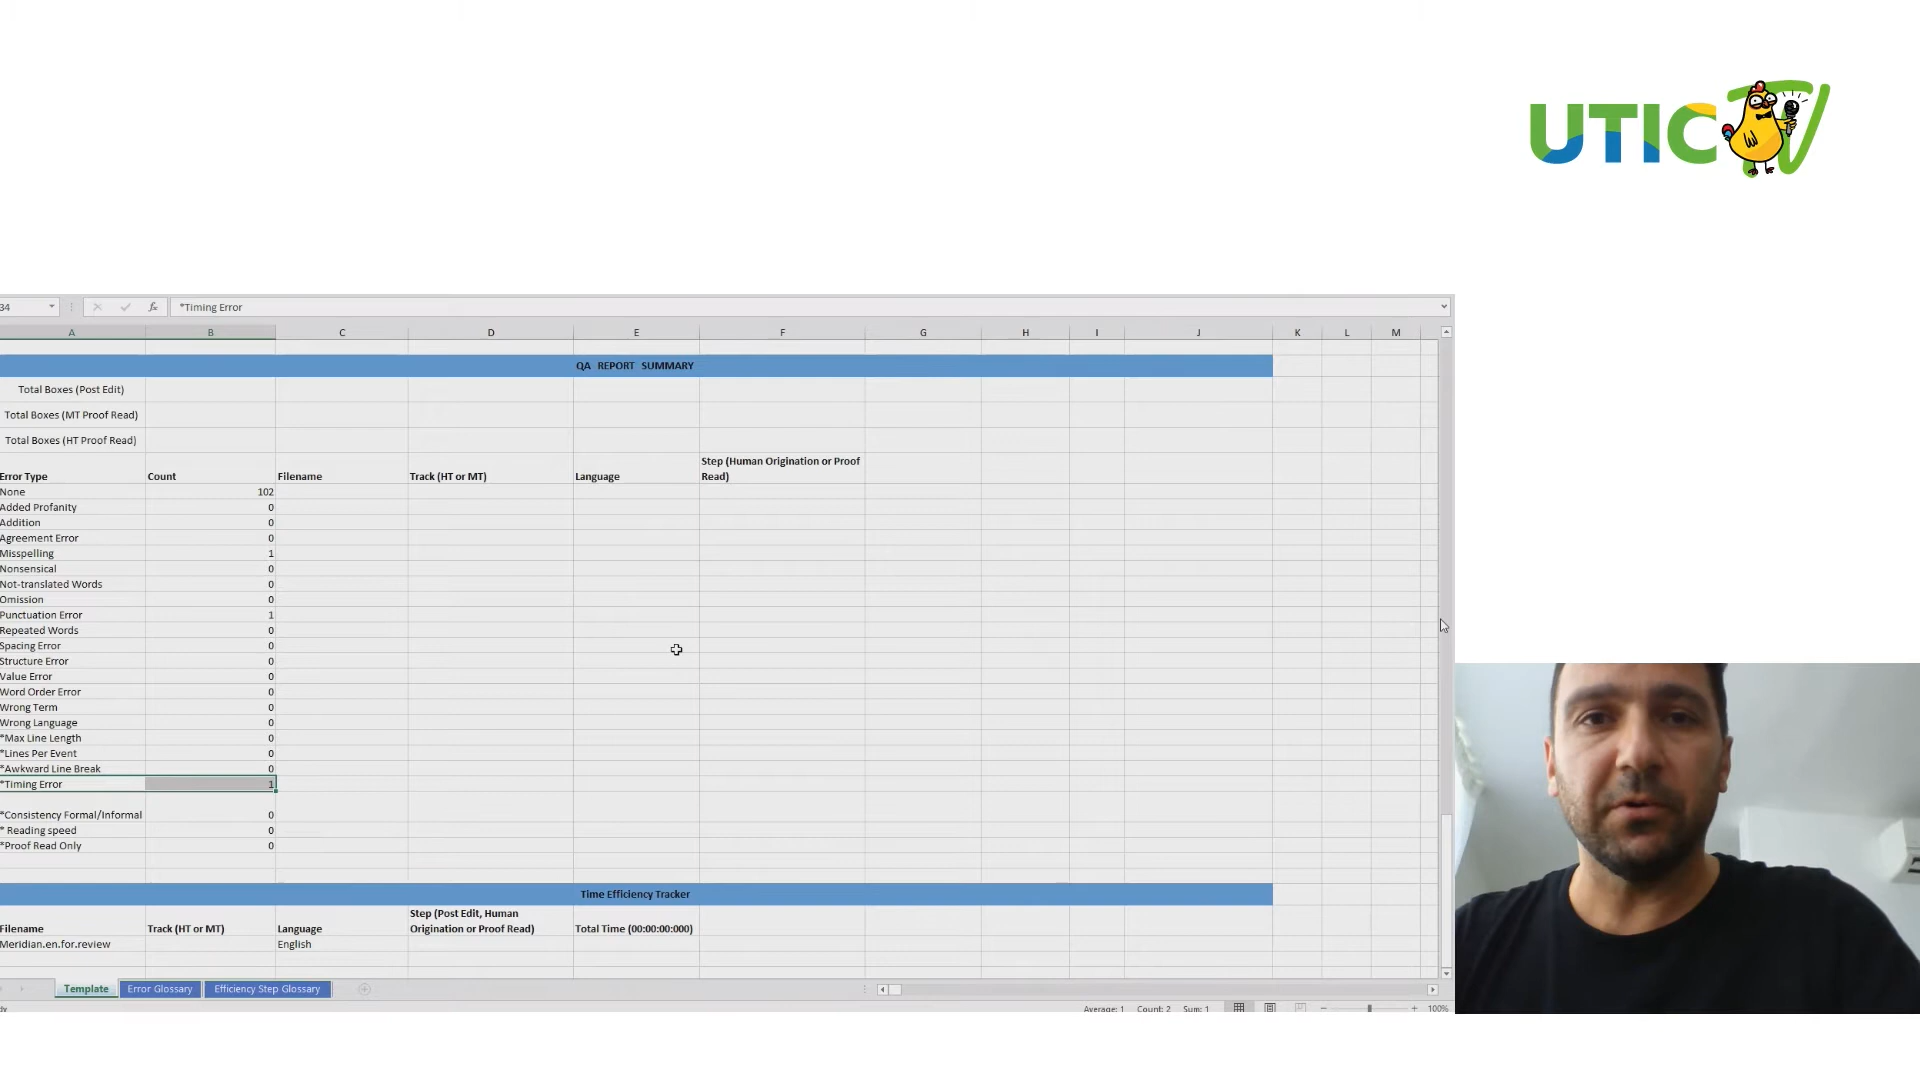 UTIC TV
34 *Timing Error
A B C D E F G H I J K L M
QA REPORT SUMMARY
Total Boxes (Post Edit)
Total Boxes (MT Proof Read)
Total Boxes (HT Proof Read)
Step (Human Origination or Proof
Error Type Count Filename Track (HT or MT) Language Read)
None 102
Added Profanity 0
Addition 0
Agreement Error 0
Misspelling 1
Nonsensical 0
Not-translated Words 0
Omission 0
Punctuation Error 1
Repeated Words 0
Spacing Error 0
Structure Error 0
Value Error 0
Word Order Error 0
Wrong Term 0
Wrong Language 0
*Max Line Length 0
*Lines Per Event 0
*Awkward Line Break 0
*Timing Error 1
*Consistency Formal/Informal 0
* Reading speed 0
*Proof Read Only 0
Time Efficiency Tracker
Step (Post Edit, Human
Filename Track (HT or MT) Language Origination or Proof Read) Total Time (00:00:00:000)
Meridian.en.for.review English
Template Error Glossary Efficiency Step Glossary
Average: 1 Count: 2 Sum: 1 100%